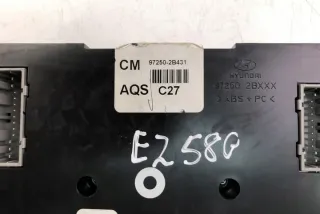 CM 97250-2B431
AQS C27
HYUNDAI
97250 2BXXX
>ABS+PC<
EZ580